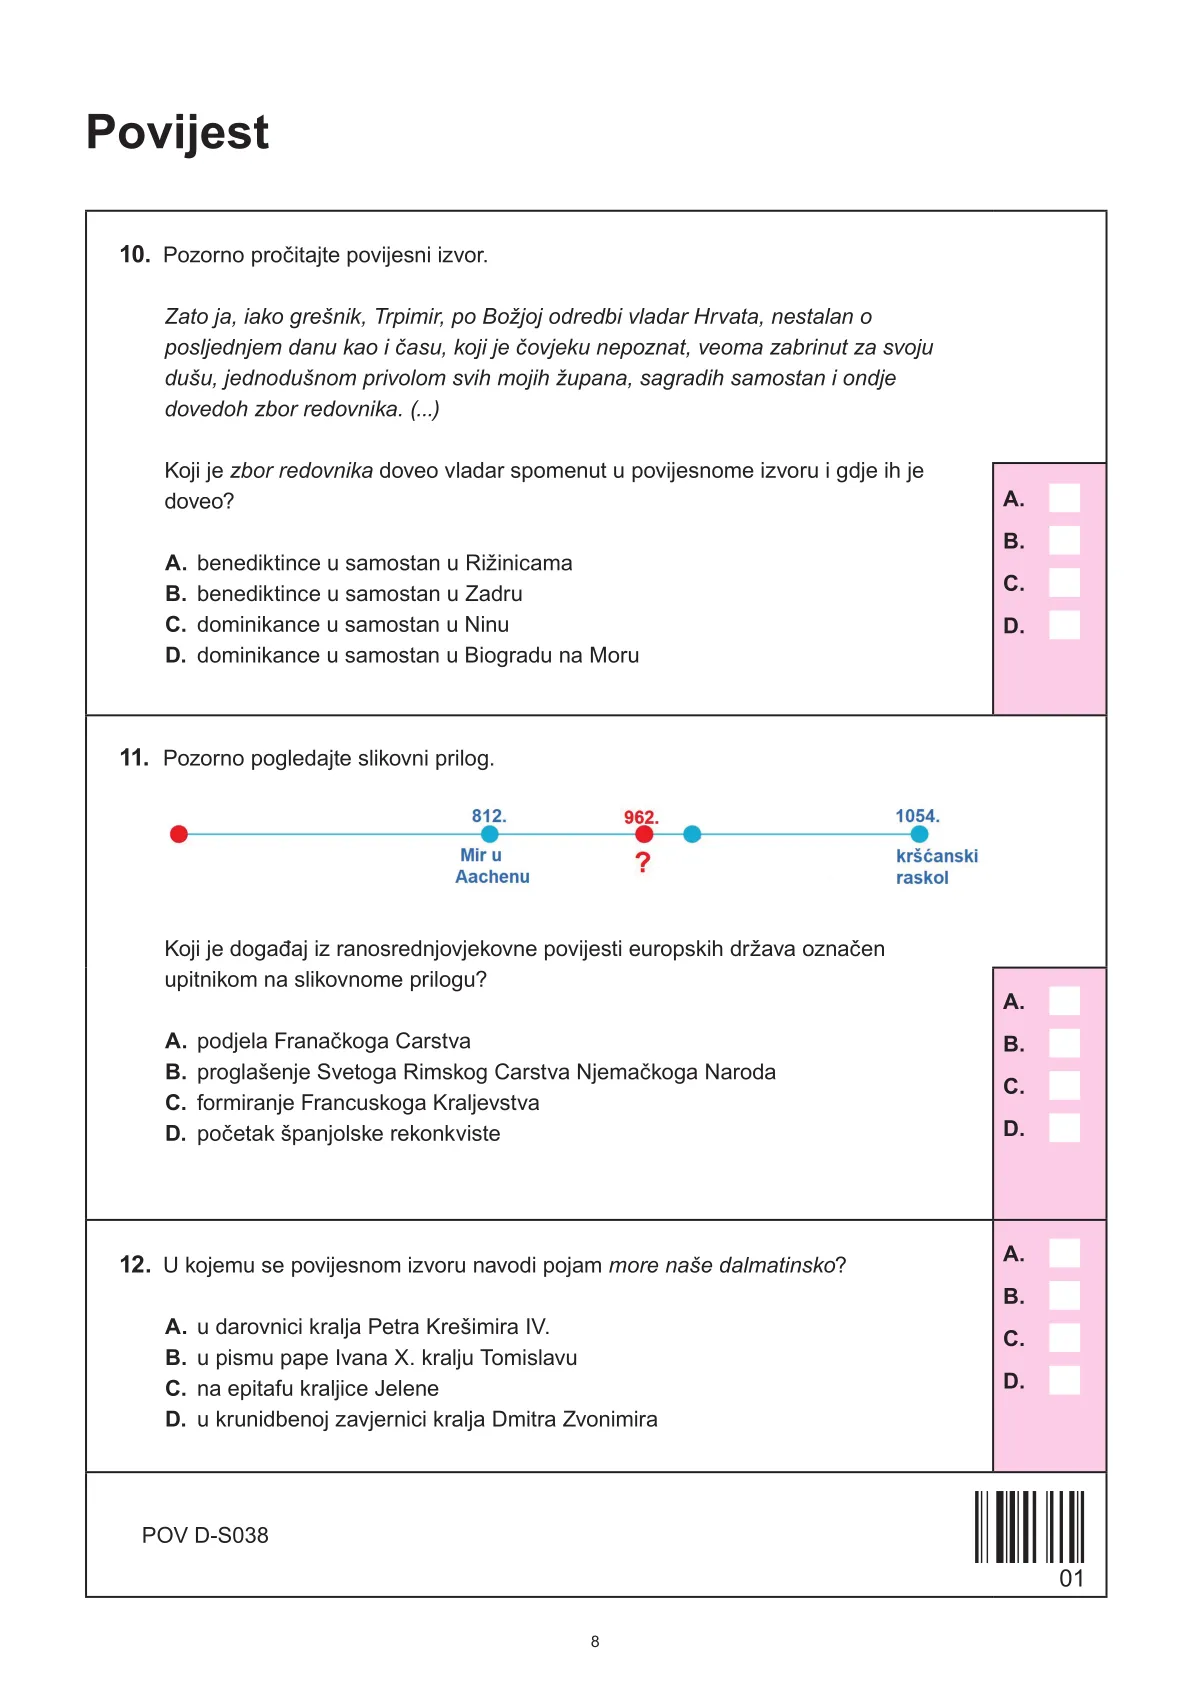 Povijest
10. Pozorno pročitajte povijesni izvor.
Zato ja, iako grešnik, Trpimir, po Božjoj odredbi vladar Hrvata, nestalan o
posljednjem danu kao i času, koji je čovjeku nepoznat, veoma zabrinut za svoju
dušu, jednodušnom privolom svih mojih župana, sagradih samostan i ondje
dovedoh zbor redovnika. (...)
Koji je zbor redovnika doveo vladar spomenut u povijesnome izvoru i gdje ih je
doveo?
A. benediktince u samostan u Rižinicama
B. benediktince u samostan u Zadru
C. dominikance u samostan u Ninu
D. dominikance u samostan u Biogradu na Moru
A.
B.
C.
D.
11. Pozorno pogledajte slikovni prilog.
812. 962. 1054.
Mir u
Aachenu
?
kršćanski
raskol
Koji je događaj iz ranosrednjovjekovne povijesti europskih država označen
upitnikom na slikovnome prilogu?
A. podjela Franačkoga Carstva
B. proglašenje Svetoga Rimskog Carstva Njemačkoga Naroda
C. formiranje Francuskoga Kraljevstva
D. početak španjolske rekonkviste
A.
B.
C.
D.
12. U kojemu se povijesnom izvoru navodi pojam more naše dalmatinsko?
A. u darovnici kralja Petra Krešimira IV.
B. u pismu pape Ivana X. kralju Tomislavu
C. na epitafu kraljice Jelene
D. u krunidbenoj zavjernici kralja Dmitra Zvonimira
A.
B.
C.
D.
POV D-S038
01
8